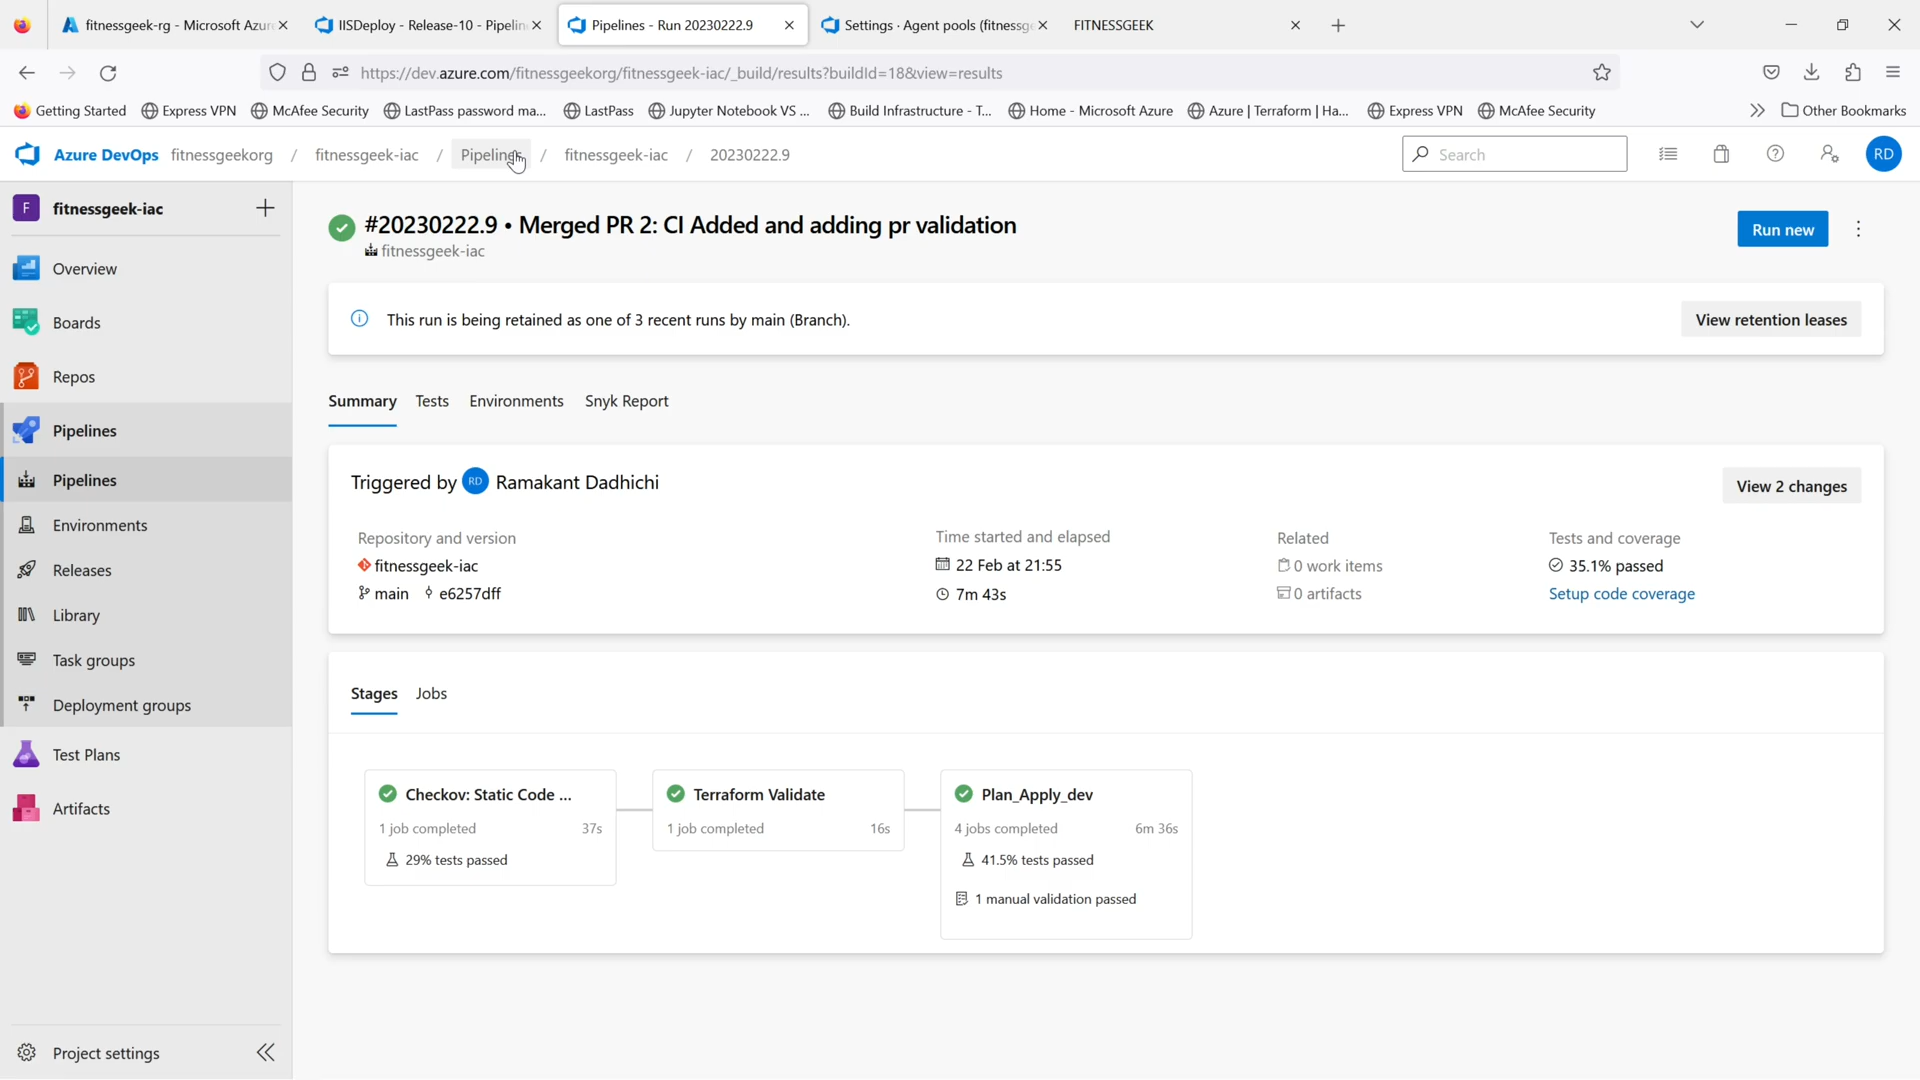 fitnessgeek-rg - Microsoft Azur
IISDeploy - Release-10 - Pipelin
Pipelines - Run 20230222.9
Settings · Agent pools (fitnessge
FITNESSGEEK
https://dev.azure.com/fitnessgeekorg/fitnessgeek-iac/_build/results?buildId=18&view=results
Getting Started
Express VPN
McAfee Security
LastPass password ma...
LastPass
Jupyter Notebook VS ...
Build Infrastructure - T...
Home - Microsoft Azure
Azure | Terraform | Ha...
Express VPN
McAfee Security
Other Bookmarks
Azure DevOps fitnessgeekorg / fitnessgeek-iac / Pipelines / fitnessgeek-iac / 20230222.9
Search
RD
F fitnessgeek-iac
Overview
Boards
Repos
Pipelines
Pipelines
Environments
Releases
Library
Task groups
Deployment groups
Test Plans
Artifacts
Project settings
#20230222.9 • Merged PR 2: CI Added and adding pr validation
fitnessgeek-iac
Run new
This run is being retained as one of 3 recent runs by main (Branch).
View retention leases
Summary Tests Environments Snyk Report
Triggered by RD Ramakant Dadhichi
View 2 changes
Repository and version
fitnessgeek-iac
main e6257dff
Time started and elapsed
22 Feb at 21:55
7m 43s
Related
0 work items
0 artifacts
Tests and coverage
35.1% passed
Setup code coverage
Stages Jobs
Checkov: Static Code ...
1 job completed 37s
29% tests passed
Terraform Validate
1 job completed 16s
Plan_Apply_dev
4 jobs completed 6m 36s
41.5% tests passed
1 manual validation passed